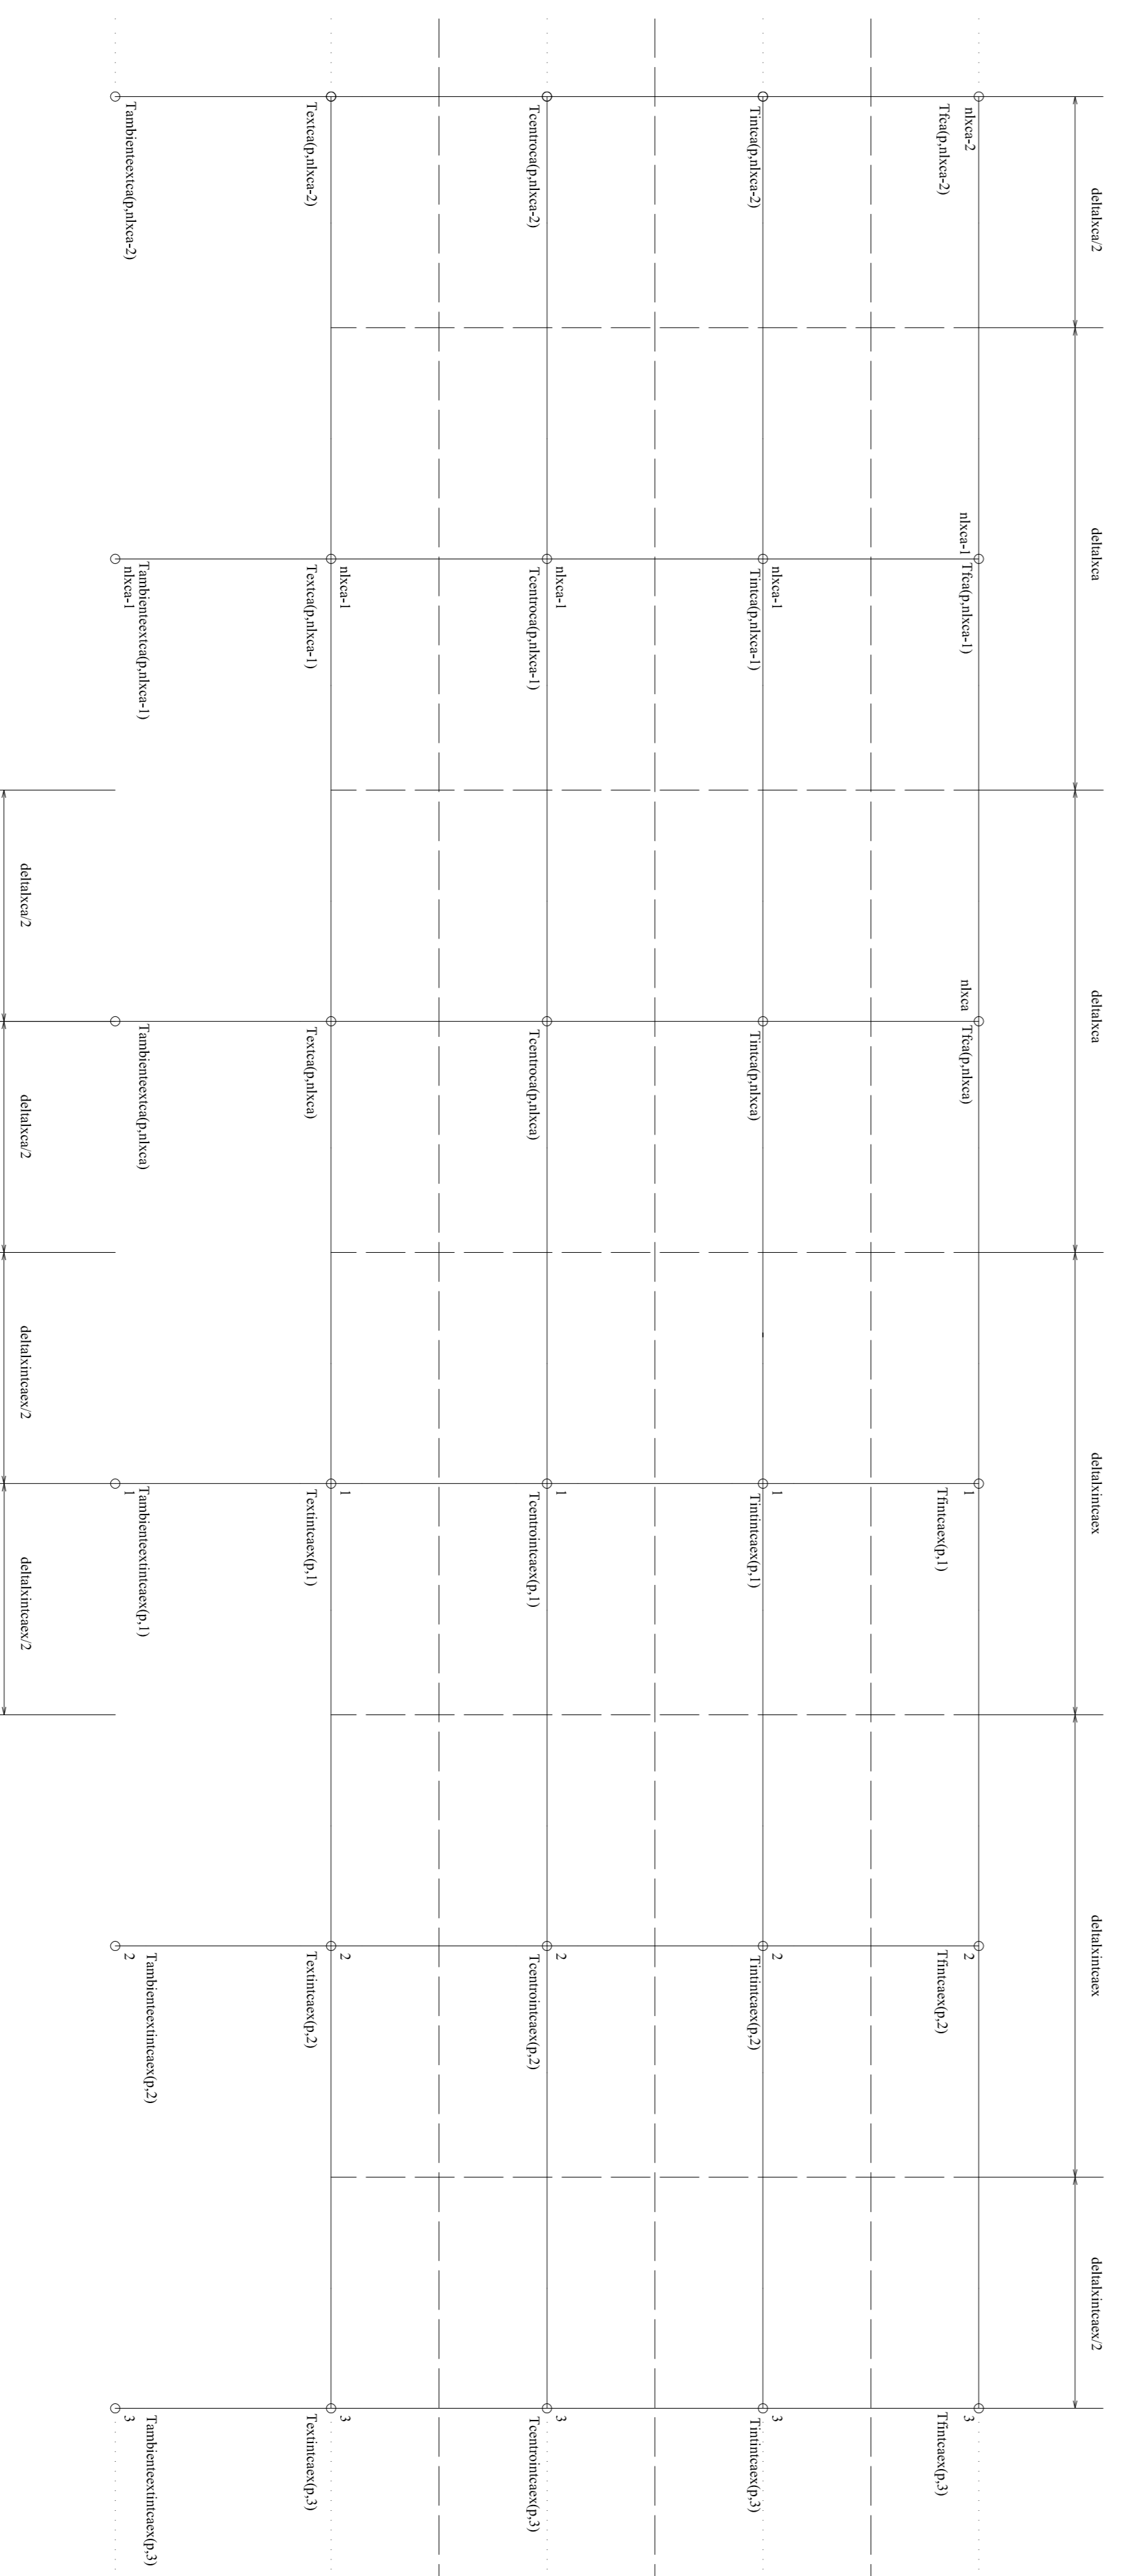 deltalxca/2
deltalxca
deltalxca
deltalxintcaex
deltalxintcaex
deltalxintcaex/2
nlxca-2
Tfca(p,nlxca-2)
nlxca-1
Tfca(p,nlxca-1)
nlxca
Tfca(p,nlxca)
1
Tfintcaex(p,1)
2
Tfintcaex(p,2)
3
Tfintcaex(p,3)
Tintca(p,nlxca-2)
nlxca-1
Tintca(p,nlxca-1)
Tintca(p,nlxca)
1
Tintintcaex(p,1)
2
Tintintcaex(p,2)
3
Tintintcaex(p,3)
Tcentroca(p,nlxca-2)
nlxca-1
Tcentroca(p,nlxca-1)
Tcentroca(p,nlxca)
1
Tcentrointcaex(p,1)
2
Tcentrointcaex(p,2)
3
Tcentrointcaex(p,3)
Textca(p,nlxca-2)
nlxca-1
Textca(p,nlxca-1)
Textca(p,nlxca)
1
Textintcaex(p,1)
2
Textintcaex(p,2)
3
Textintcaex(p,3)
Tambienteextca(p,nlxca-2)
Tambienteextca(p,nlxca-1)
nlxca-1
Tambienteextca(p,nlxca)
Tambienteextintcaex(p,1)
1
Tambienteextintcaex(p,2)
2
Tambienteextintcaex(p,3)
3
deltalxca/2
deltalxca/2
deltalxintcaex/2
deltalxintcaex/2